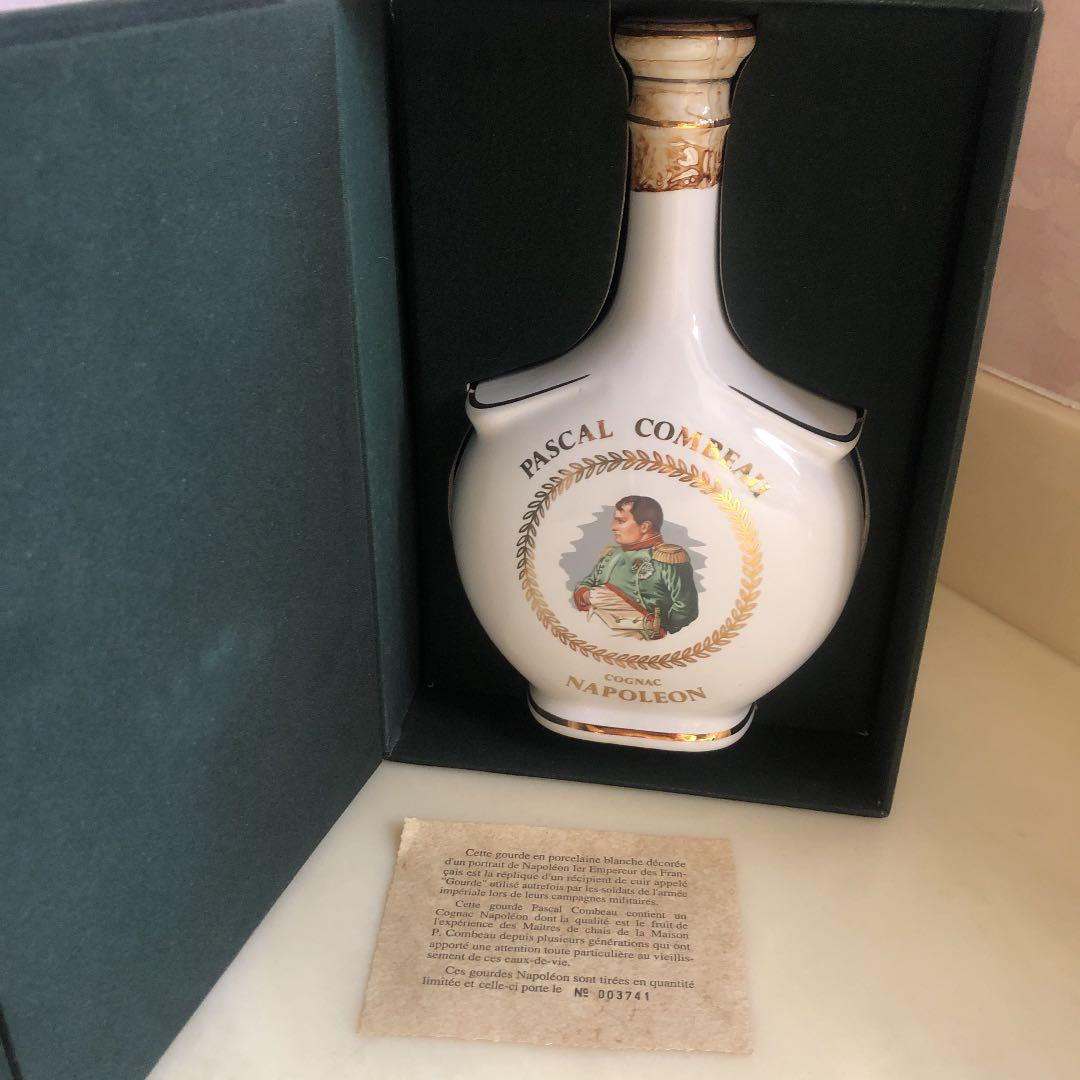 PASCAL COMBEAU
COGNAC
NAPOLEON
Cette gourde en porcelaine blanche décorée
d'un portrait de Napoléon Ier Empereur des Fran-
çais est la réplique d'un récipient de cuir appelé
"Gourde" utilisé autrefois par les soldats de l'armée
impériale lors de leurs campagnes militaires.
Cette gourde Pascal Combeau contient un
Cognac Napoléon dont la qualité est le fruit de
l'expérience des Maîtres de chais de la Maison
P. Combeau depuis plusieurs générations qui ont
apporté une attention toute particulière au vieillis-
sement de ces eaux-de-vie.
Ces gourdes Napoléon sont tirées en quantité
limitée et celle-ci porte le Nº 003741